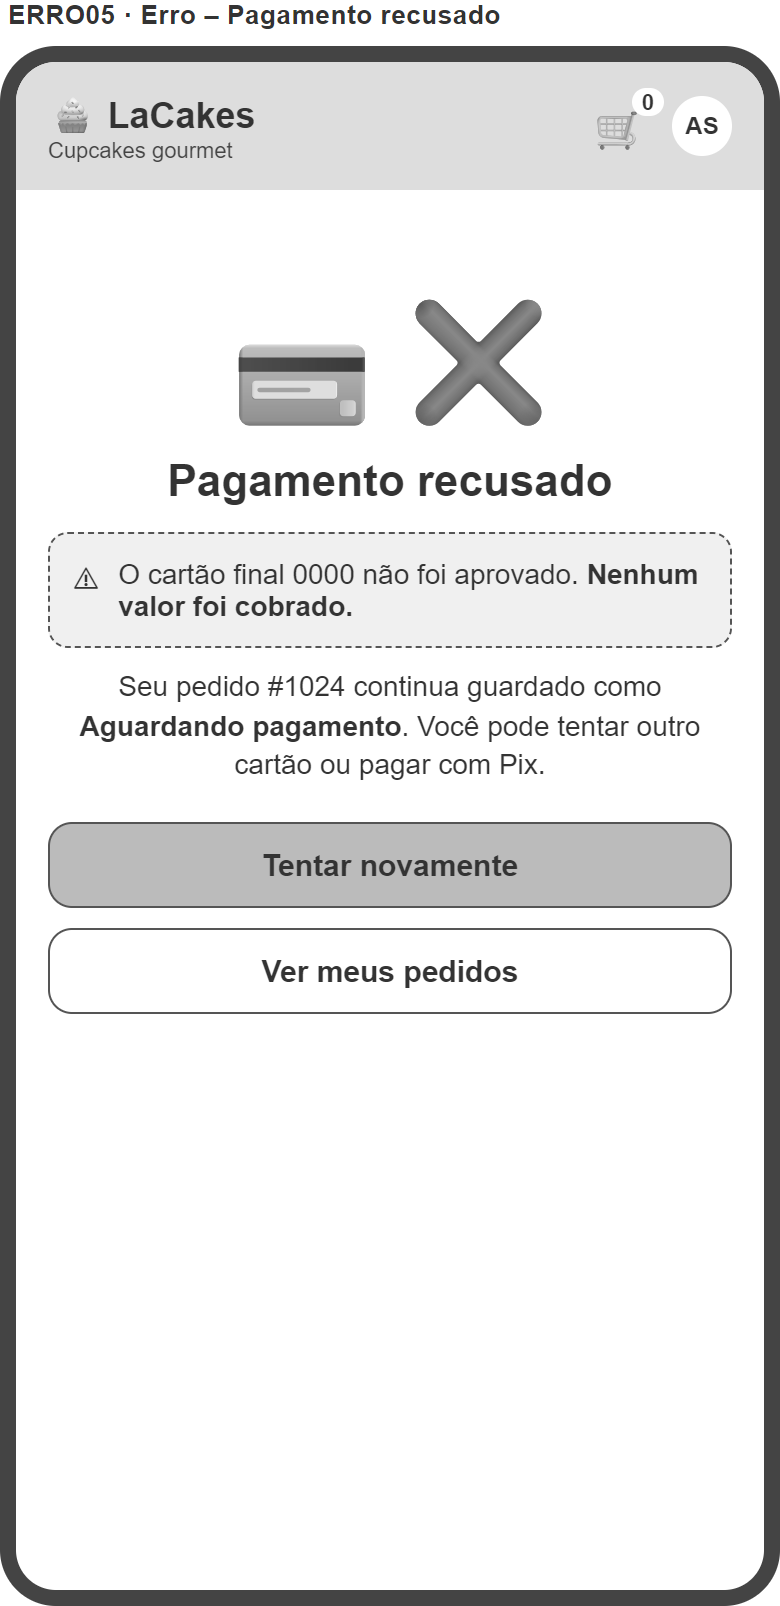 ERRO05 · Erro – Pagamento recusado
LaCakes
Cupcakes gourmet
0
AS
Pagamento recusado
⚠ O cartão final 0000 não foi aprovado. Nenhum
valor foi cobrado.
Seu pedido #1024 continua guardado como
Aguardando pagamento. Você pode tentar outro
cartão ou pagar com Pix.
Tentar novamente
Ver meus pedidos